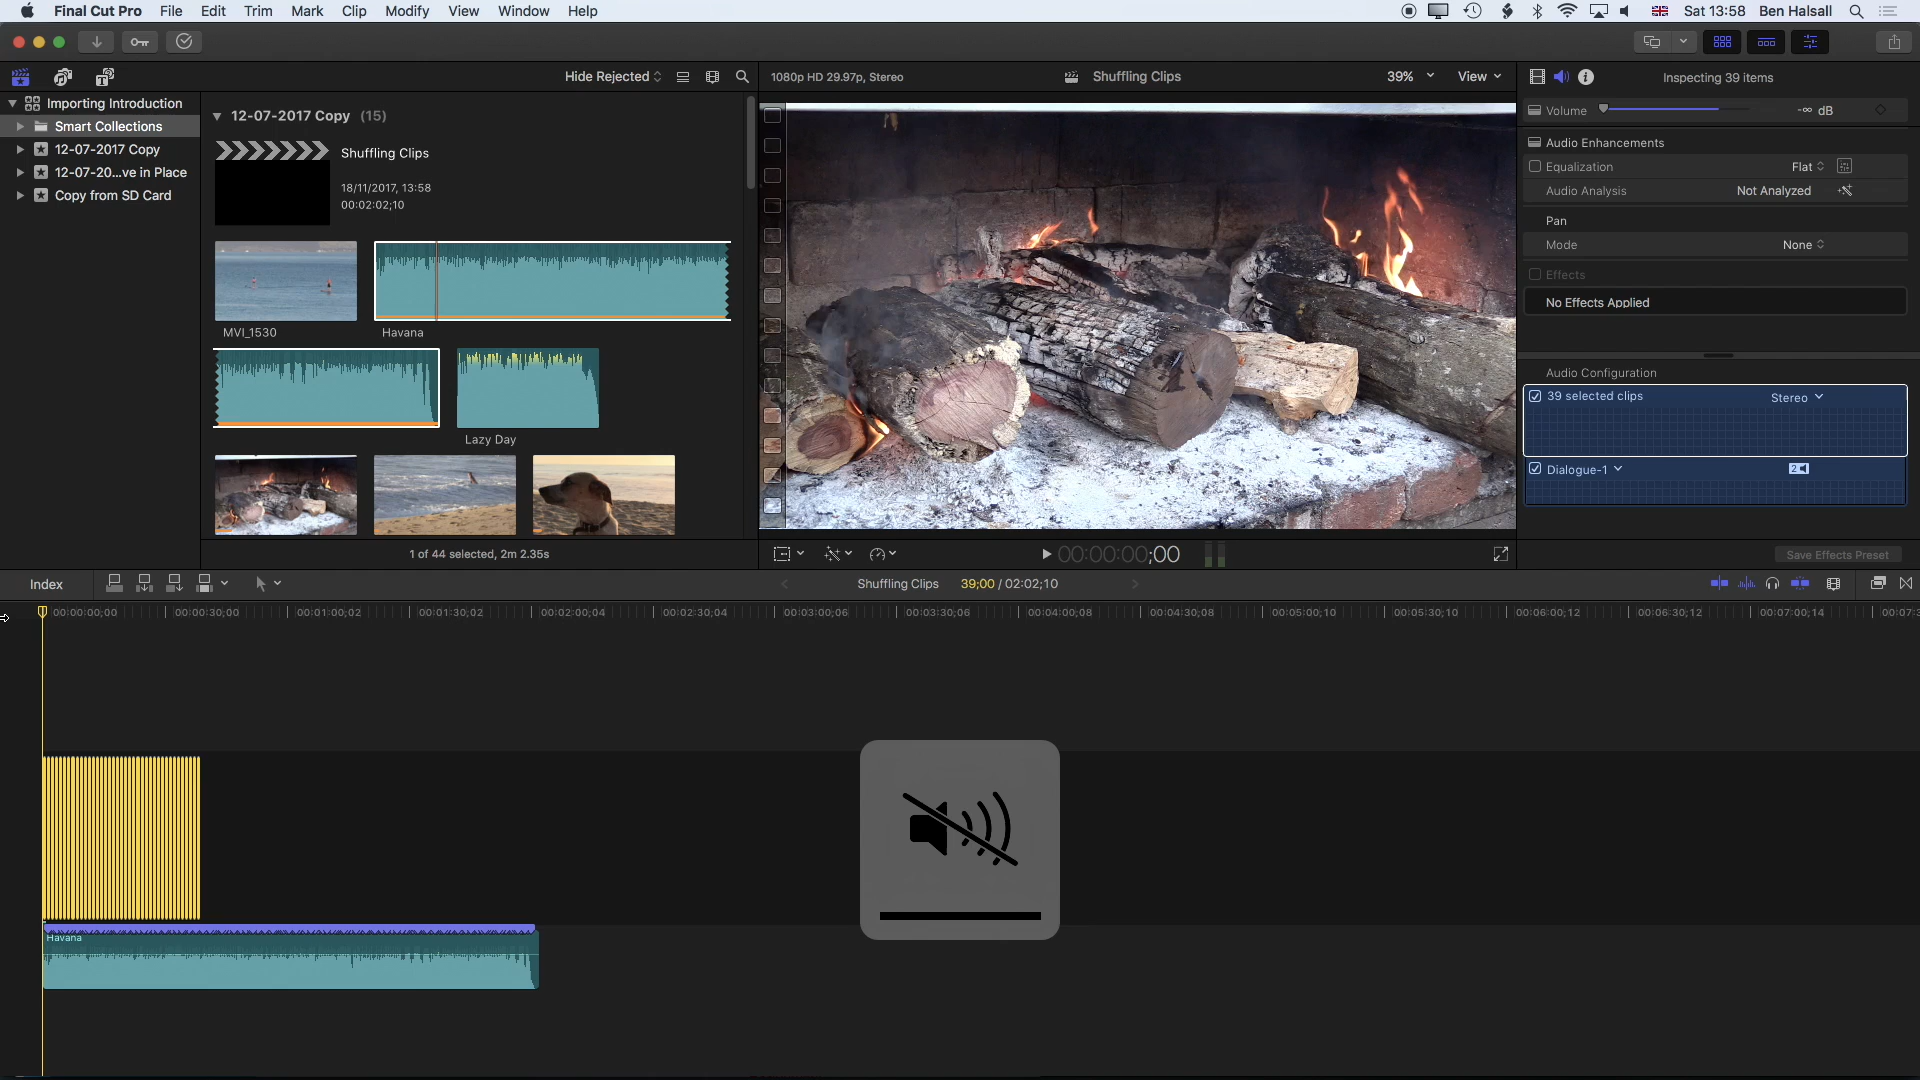 Final Cut Pro File Edit Trim Mark Clip Modify View Window Help Sat 13:58 Ben Halsall
Hide Rejected 1080p HD 29.97p, Stereo Shuffling Clips 39% View Inspecting 39 items
Importing Introduction
Smart Collections
12-07-2017 Copy
12-07-20...ve in Place
Copy from SD Card
12-07-2017 Copy (15)
Shuffling Clips
18/11/2017, 13:58
00:02:02;10
MVI_1530
Havana
Lazy Day
1 of 44 selected, 2m 2.35s
00:00:00;00
Volume -∞ dB
Audio Enhancements
Equalization Flat
Audio Analysis Not Analyzed
Pan
Mode None
Effects
No Effects Applied
Audio Configuration
39 selected clips Stereo
Dialogue-1 2
Save Effects Preset
Index Shuffling Clips 39;00 / 02:02;10
00:00:00;00 00:00:30;00 00:01:00;02 00:01:30;02 00:02:00;04 00:02:30;04 00:03:00;06 00:03:30;06 00:04:00;08 00:04:30;08 00:05:00;10 00:05:30;10 00:06:00;12 00:06:30;12 00:07:00;14 00:07:3
Havana